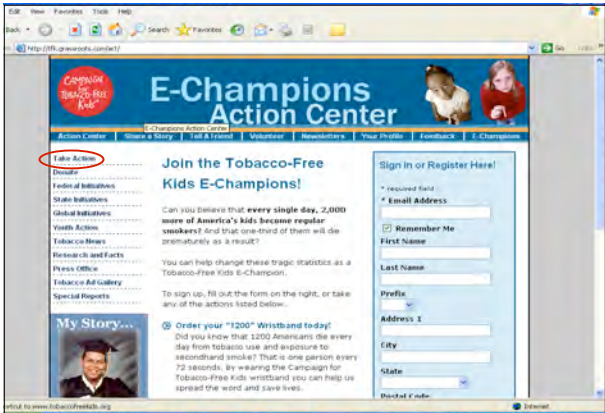 Edit View Favorites Tools Help
Back Search Favorites
http://tfk.grassroots.com/act/ Go Links
CAMPAIGN for TOBACCO-FREE Kids
E-Champions
Action Center
E-Champions Action Center
Action Center Share a Story Tell A Friend Volunteer Newsletters Your Profile Feedback E-Champions
Take Action
Donate
Federal Initiatives
State Initiatives
Global Initiatives
Youth Action
Tobacco News
Research and Facts
Press Office
Tobacco Ad Gallery
Special Reports
My Story...
Join the Tobacco-Free
Kids E-Champions!
Can you believe that every single day, 2,000
more of America's kids become regular
smokers? And that one-third of them will die
prematurely as a result?
You can help change these tragic statistics as a
Tobacco-Free Kids E-Champion.
To sign up, fill out the form on the right, or take
any of the actions listed below...
Order your "1200" Wristband today!
Did you know that 1200 Americans die every
day from tobacco use and exposure to
secondhand smoke? That is one person every
72 seconds. By wearing the Campaign for
Tobacco-Free Kids wristband you can help us
spread the word and save lives.
Sign in or Register Here!
* required field
* Email Address
Remember Me
First Name
Last Name
Prefix
Address 1
City
State
Postal Code
Shortcut to www.tobaccofreekids.org Internet